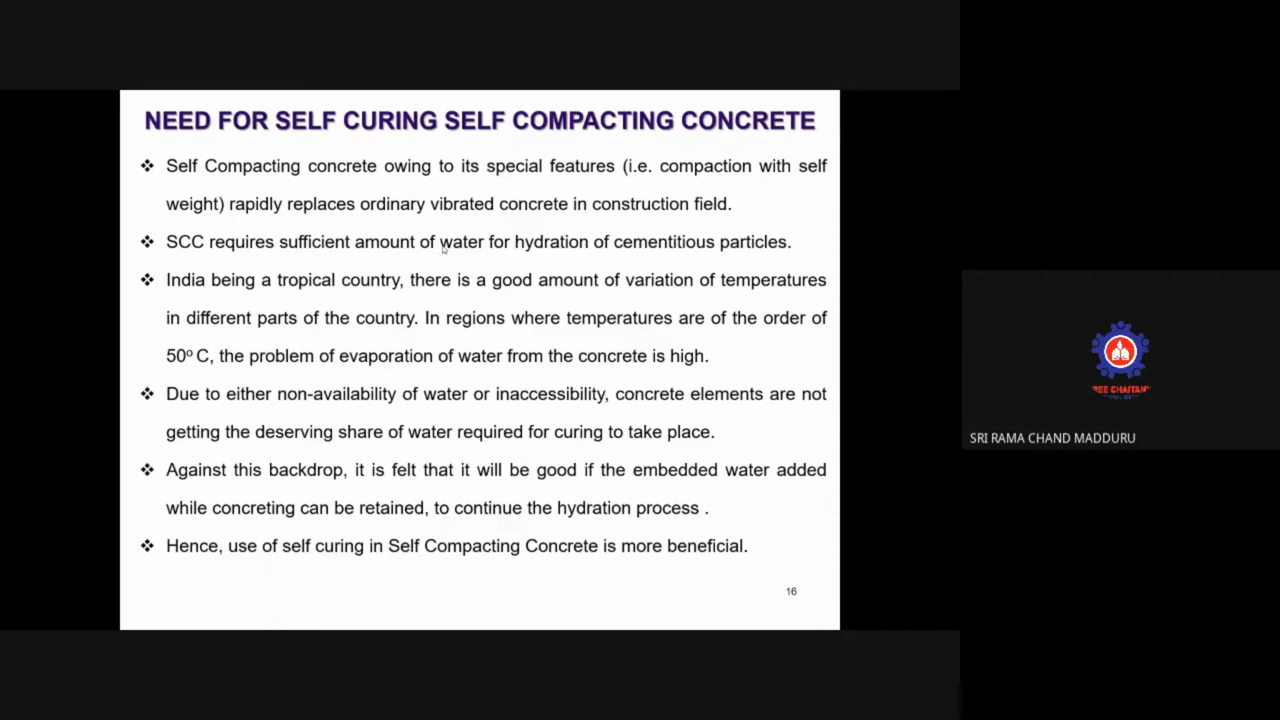 NEED FOR SELF CURING SELF COMPACTING CONCRETE
❖ Self Compacting concrete owing to its special features (i.e. compaction with self
weight) rapidly replaces ordinary vibrated concrete in construction field.
❖ SCC requires sufficient amount of water for hydration of cementitious particles.
❖ India being a tropical country, there is a good amount of variation of temperatures
in different parts of the country. In regions where temperatures are of the order of
50º C, the problem of evaporation of water from the concrete is high.
❖ Due to either non-availability of water or inaccessibility, concrete elements are not
getting the deserving share of water required for curing to take place.
❖ Against this backdrop, it is felt that it will be good if the embedded water added
while concreting can be retained, to continue the hydration process .
❖ Hence, use of self curing in Self Compacting Concrete is more beneficial.
16
SRI RAMA CHAND MADDURU